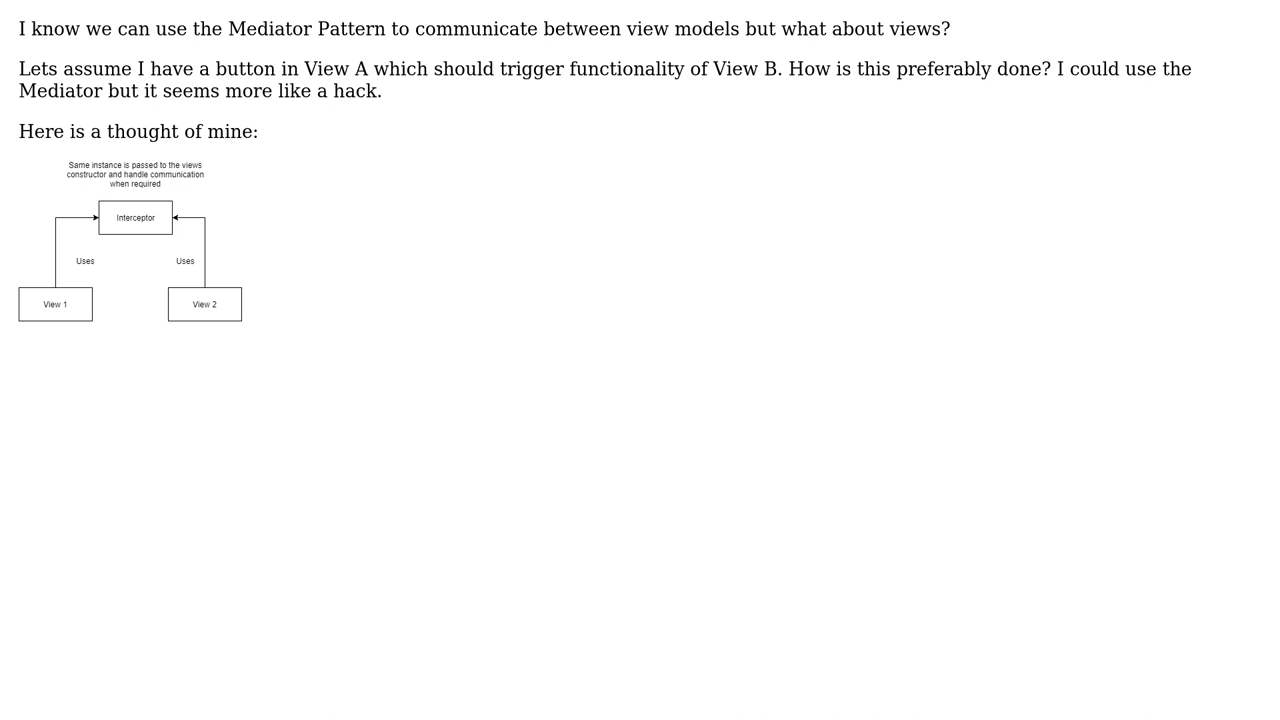 I know we can use the Mediator Pattern to communicate between view models but what about views?
Lets assume I have a button in View A which should trigger functionality of View B. How is this preferably done? I could use the
Mediator but it seems more like a hack.
Here is a thought of mine:
Same instance is passed to the views
constructor and handle communication
when required
Interceptor
Uses
Uses
View 1
View 2